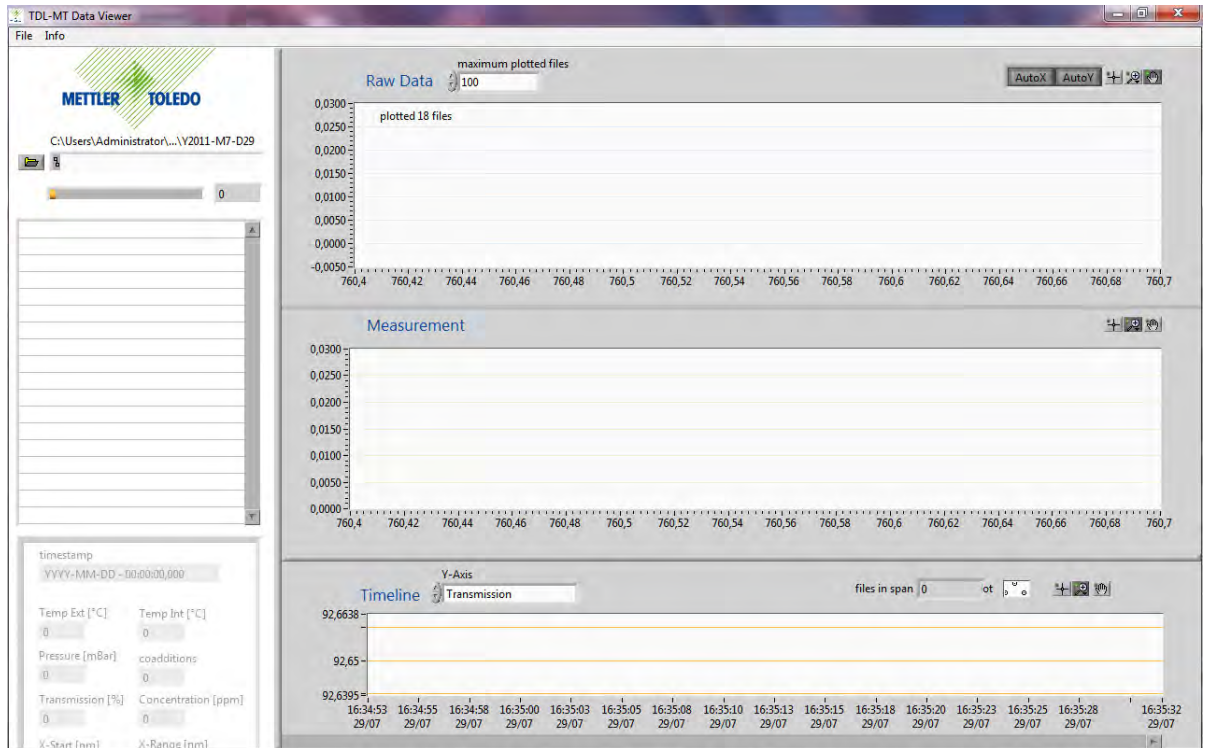 TDL-MT Data Viewer
File Info
METTLER TOLEDO
C:\Users\Administrator\...\Y2011-M7-D29
0
timestamp
YYYY-MM-DD - 00:00:00,000
Temp Ext [°C] Temp Int [°C]
0 0
Pressure [mBar] coadditions
0 0
Transmission [%] Concentration [ppm]
0 0
X-Start [nm] X-Range [nm]
maximum plotted files
Raw Data 100
AutoX AutoY
plotted 18 files
0,0300
0,0250
0,0200
0,0150
0,0100
0,0050
0,0000
-0,0050
760,4 760,42 760,44 760,46 760,48 760,5 760,52 760,54 760,56 760,58 760,6 760,62 760,64 760,66 760,68 760,7
Measurement
0,0300
0,0250
0,0200
0,0150
0,0100
0,0050
0,0000
760,4 760,42 760,44 760,46 760,48 760,5 760,52 760,54 760,56 760,58 760,6 760,62 760,64 760,66 760,68 760,7
Y-Axis
Timeline Transmission
files in span 0 ot
92,6638
92,65
92,6395
16:34:53 16:34:55 16:34:58 16:35:00 16:35:03 16:35:05 16:35:08 16:35:10 16:35:13 16:35:15 16:35:18 16:35:20 16:35:23 16:35:25 16:35:28 16:35:32
29/07 29/07 29/07 29/07 29/07 29/07 29/07 29/07 29/07 29/07 29/07 29/07 29/07 29/07 29/07 29/07